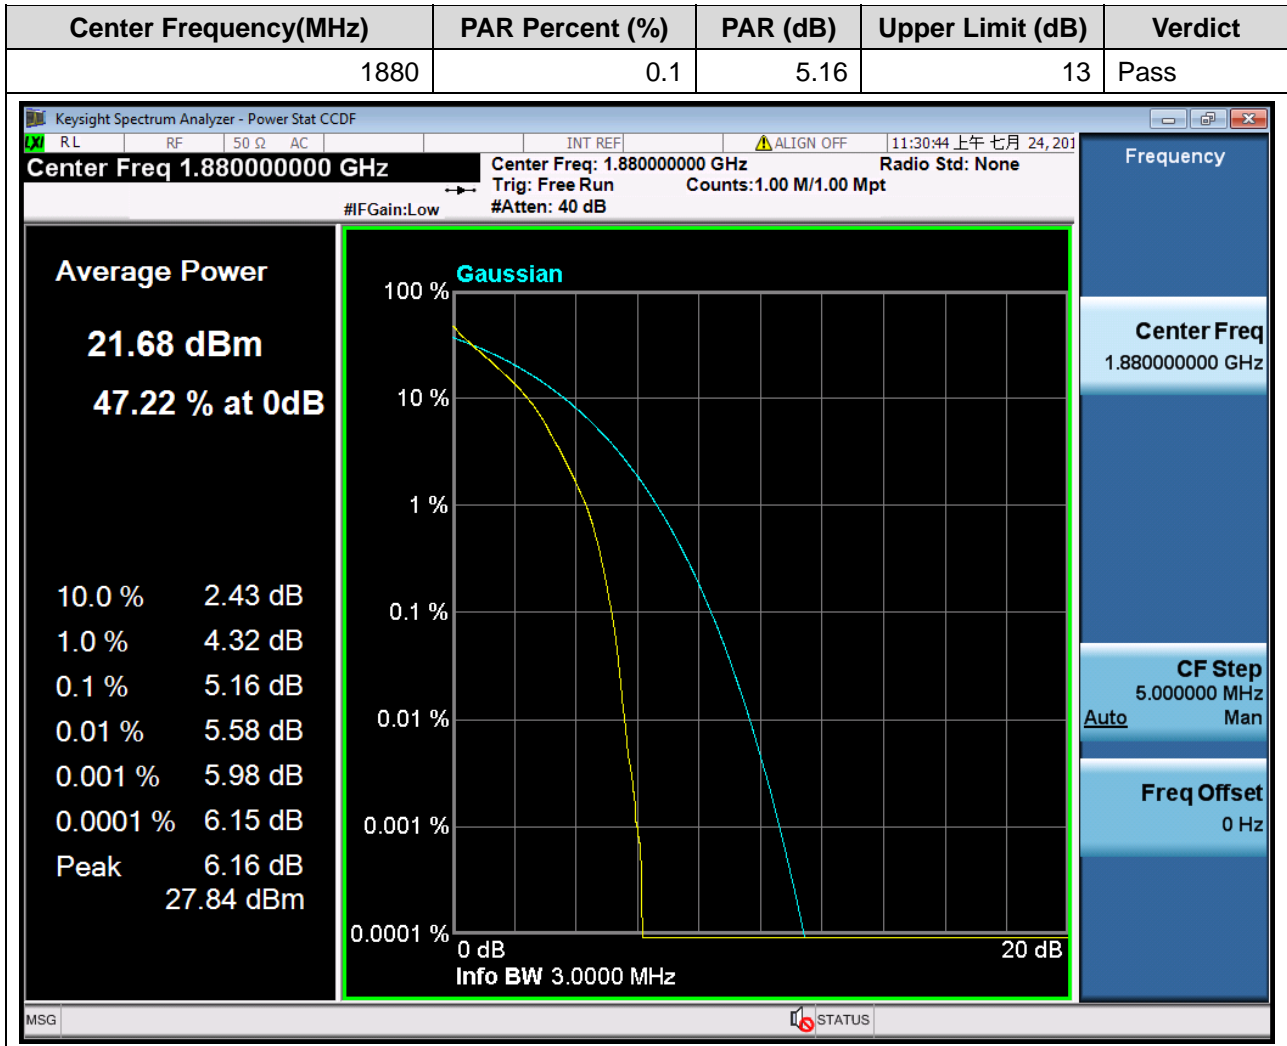 Center Frequency(MHz) PAR Percent (%) PAR (dB) Upper Limit (dB) Verdict
1880 0.1 5.16 13 Pass
Keysight Spectrum Analyzer - Power Stat CCDF
LXI RL RF 50 Ω AC INT REF ALIGN OFF 11:30:44 上午 七月 24, 201
Center Freq 1.880000000 GHz
Center Freq: 1.880000000 GHz Radio Std: None
Trig: Free Run Counts:1.00 M/1.00 Mpt
#IFGain:Low #Atten: 40 dB
Frequency
Average Power
21.68 dBm
47.22 % at 0dB
10.0 % 2.43 dB
1.0 % 4.32 dB
0.1 % 5.16 dB
0.01 % 5.58 dB
0.001 % 5.98 dB
0.0001 % 6.15 dB
Peak 6.16 dB
27.84 dBm
Gaussian
100 %
10 %
1 %
0.1 %
0.01 %
0.001 %
0.0001 %
0 dB 20 dB
Info BW 3.0000 MHz
Center Freq
1.880000000 GHz
CF Step
5.000000 MHz
Auto Man
Freq Offset
0 Hz
MSG STATUS